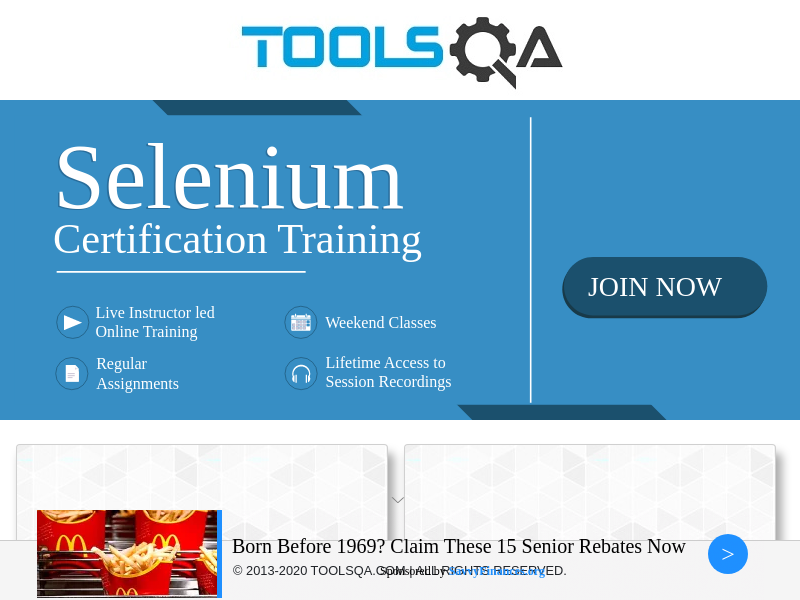 TOOLSQA
Selenium
Certification Training
JOIN NOW
Live Instructor led
Online Training
Weekend Classes
Regular
Assignments
Lifetime Access to
Session Recordings
Born Before 1969? Claim These 15 Senior Rebates Now
>
© 2013-2020 TOOLSQA.COM | ALL RIGHTS RESERVED.
Sponsored by